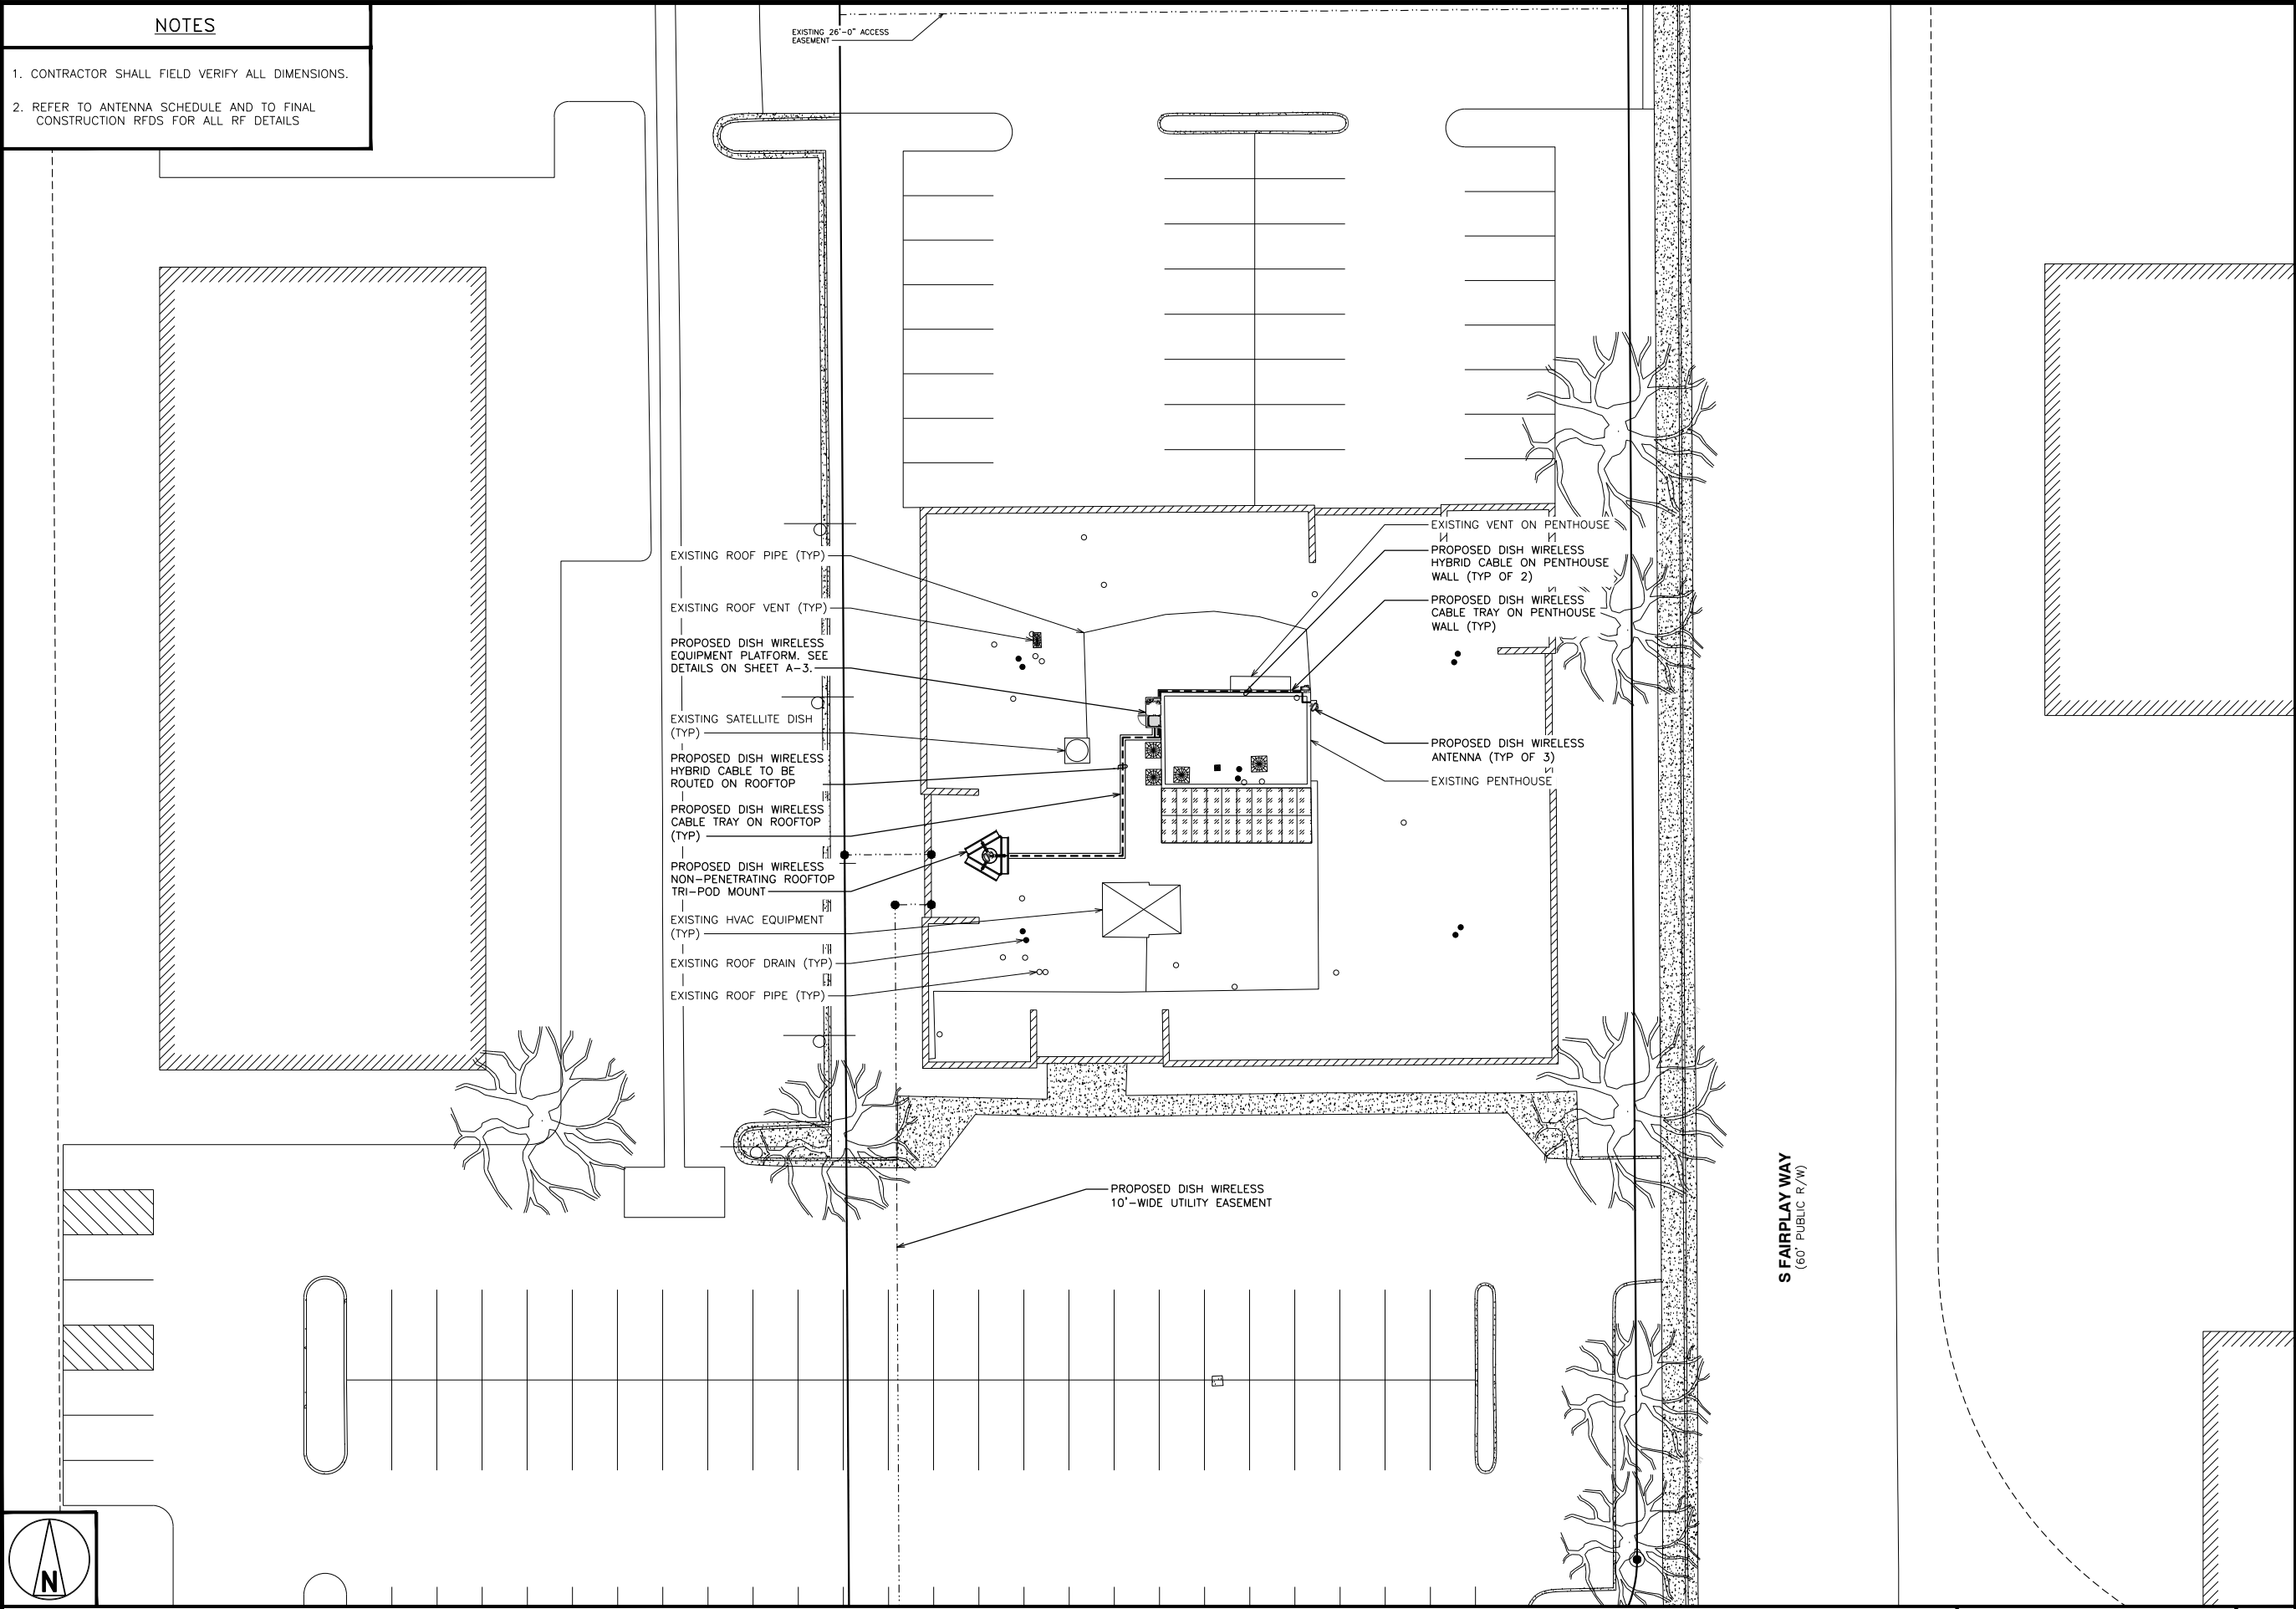 NOTES
1. CONTRACTOR SHALL FIELD VERIFY ALL DIMENSIONS.
2. REFER TO ANTENNA SCHEDULE AND TO FINAL
CONSTRUCTION RFDS FOR ALL RF DETAILS
EXISTING 26'-0" ACCESS
EASEMENT
EXISTING ROOF PIPE (TYP)
EXISTING ROOF VENT (TYP)
PROPOSED DISH WIRELESS
EQUIPMENT PLATFORM. SEE
DETAILS ON SHEET A-3.
EXISTING SATELLITE DISH
(TYP)
PROPOSED DISH WIRELESS
HYBRID CABLE TO BE
ROUTED ON ROOFTOP
PROPOSED DISH WIRELESS
CABLE TRAY ON ROOFTOP
(TYP)
PROPOSED DISH WIRELESS
NON-PENETRATING ROOFTOP
TRI-POD MOUNT
EXISTING HVAC EQUIPMENT
(TYP)
EXISTING ROOF DRAIN (TYP)
EXISTING ROOF PIPE (TYP)
EXISTING VENT ON PENTHOUSE
PROPOSED DISH WIRELESS
HYBRID CABLE ON PENTHOUSE
WALL (TYP OF 2)
PROPOSED DISH WIRELESS
CABLE TRAY ON PENTHOUSE
WALL (TYP)
PROPOSED DISH WIRELESS
ANTENNA (TYP OF 3)
EXISTING PENTHOUSE
PROPOSED DISH WIRELESS
10'-WIDE UTILITY EASEMENT
S FAIRPLAY WAY
(60' PUBLIC R/W)
N